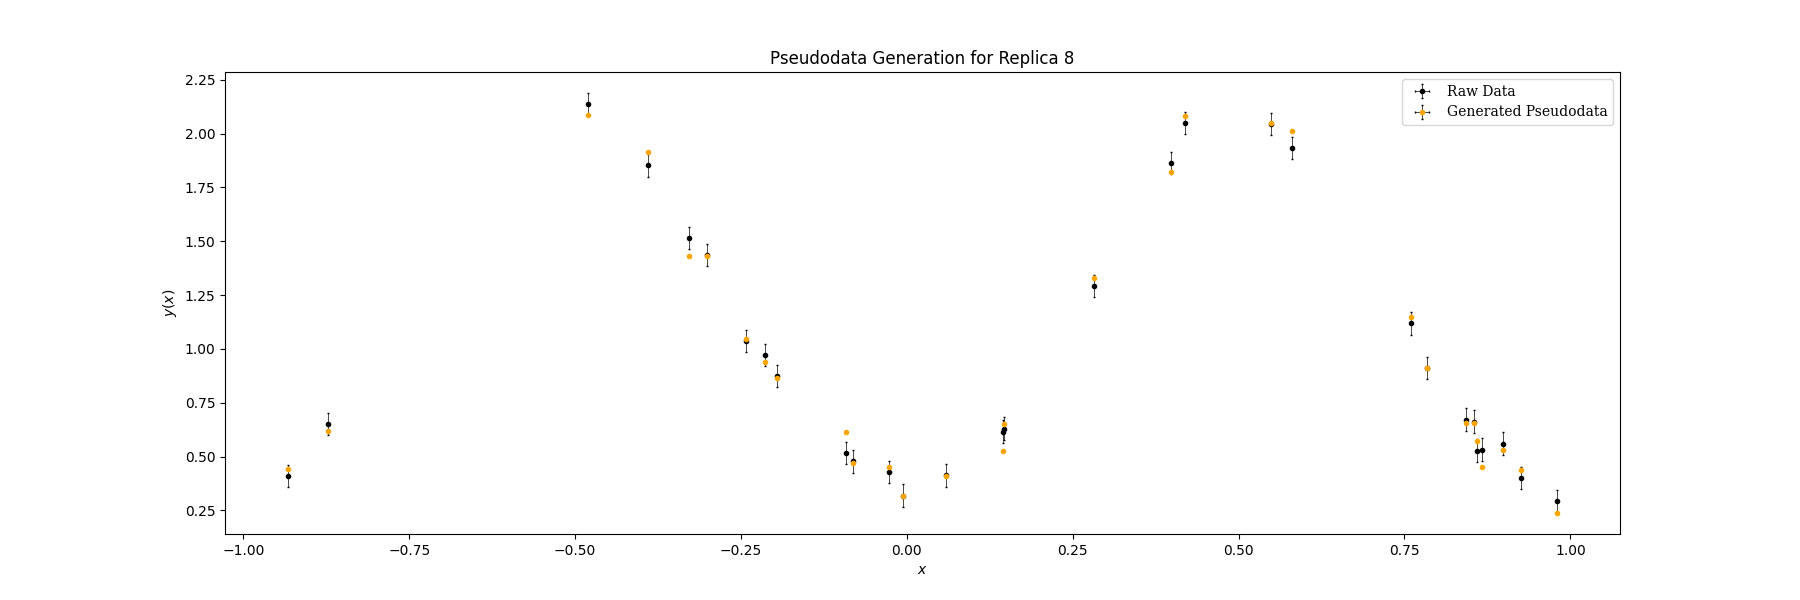 Pseudodata Generation for Replica 8
Raw Data
Generated Pseudodata
2.25
2.00
1.75
1.50
1.25
1.00
0.75
0.50
0.25
y(x)
−1.00 −0.75 −0.50 −0.25 0.00 0.25 0.50 0.75 1.00
x